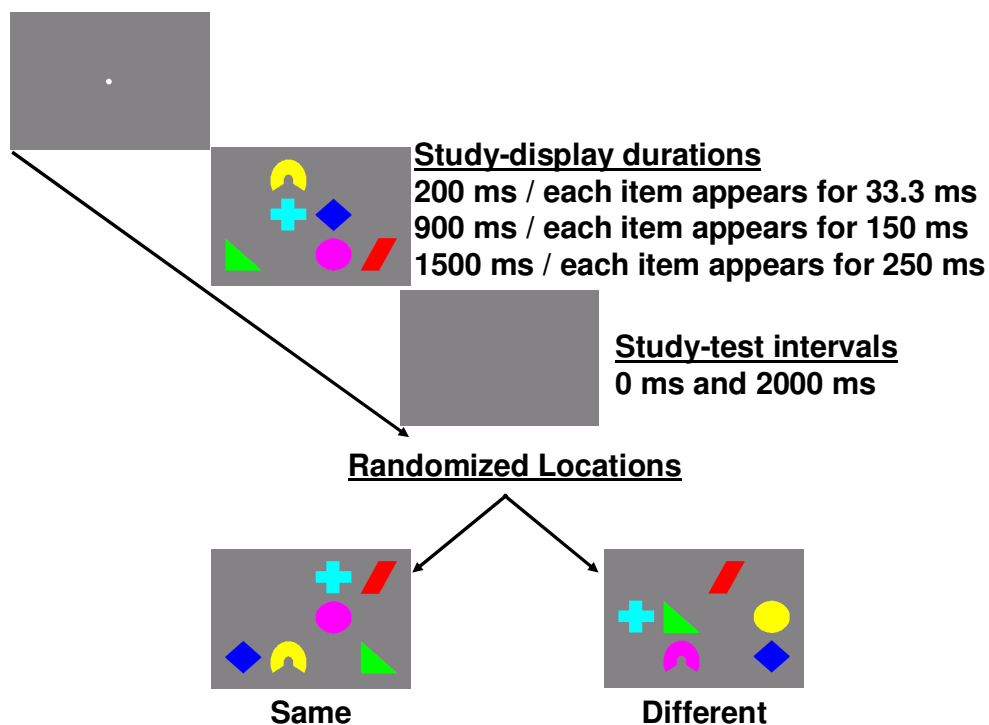 Study-display durations
200 ms / each item appears for 33.3 ms
900 ms / each item appears for 150 ms
1500 ms / each item appears for 250 ms
Study-test intervals
0 ms and 2000 ms
Randomized Locations
Same
Different